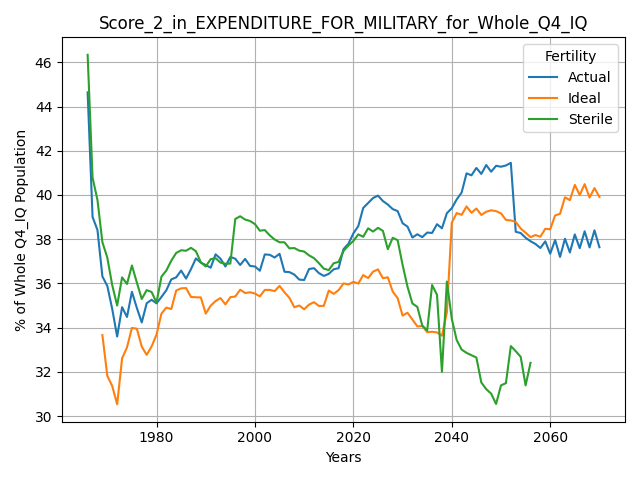 Score_2_in_EXPENDITURE_FOR_MILITARY_for_Whole_Q4_IQ
Fertility
Actual
Ideal
Sterile
% of Whole Q4_IQ Population
46
44
42
40
38
36
34
32
30
1980
2000
2020
2040
2060
Years